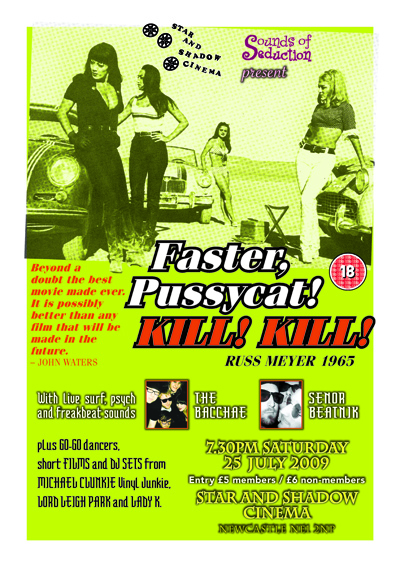 STAR
AND
SHADOW
CINEMA
Sounds of
Seduction
present
Faster,
Pussycat!
KILL! KILL!
18
RUSS MEYER 1965
Beyond a
doubt the best
movie made ever.
It is possibly
better than any
film that will be
made in the
future.
– JOHN WATERS
With live surf, psych
and freakbeat sounds
THE
BACCHAE
SENOR
BEATNIK
plus GO-GO dancers,
short FILMS and DJ SETS from
MICHAEL CLUNKIE Vinyl Junkie,
LORD LEIGH PARK and LADY K.
7.30PM SATURDAY
25 JULY 2009
Entry £5 members / £6 non-members
STAR AND SHADOW
CINEMA
NEWCASTLE NE1 2NP